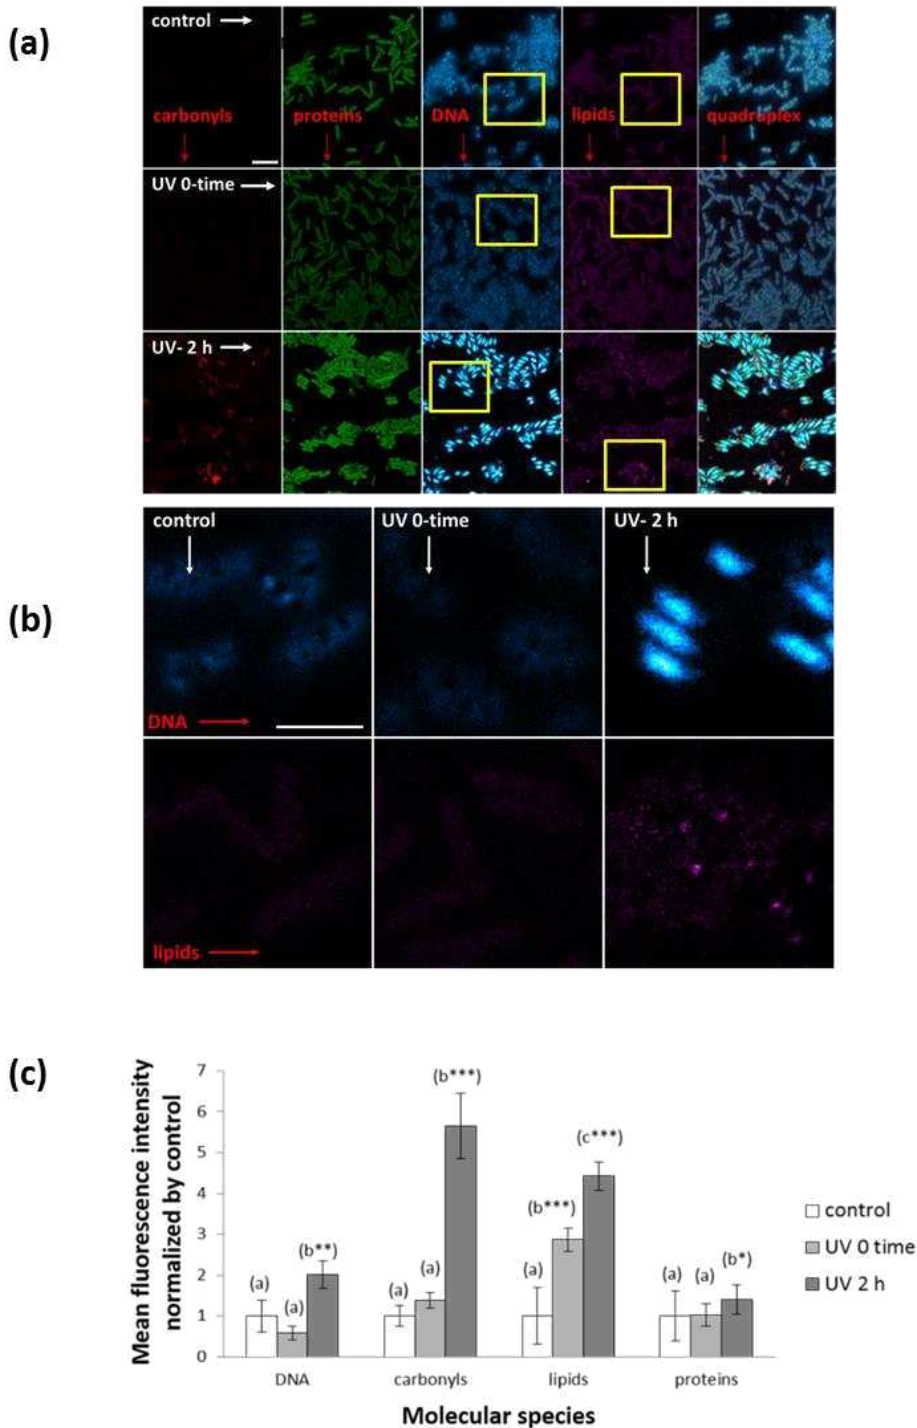 (a)
control
carbonyls proteins DNA lipids quadruplex
UV 0-time
UV- 2 h
(b)
control UV 0-time UV- 2 h
DNA
lipids
(c)
Mean fluorescence intensity
normalized by control
7
6
5
4
3
2
1
0
(a) (a) (b**)
(a) (a) (b***)
(a) (b***) (c***)
(a) (a) (b*)
DNA carbonyls lipids proteins
Molecular species
control
UV 0 time
UV 2 h